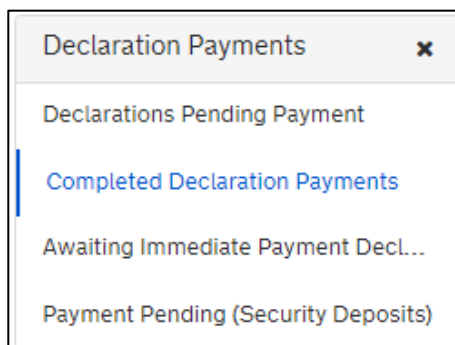 Declaration Payments
Declarations Pending Payment
Completed Declaration Payments
Awaiting Immediate Payment Decl...
Payment Pending (Security Deposits)